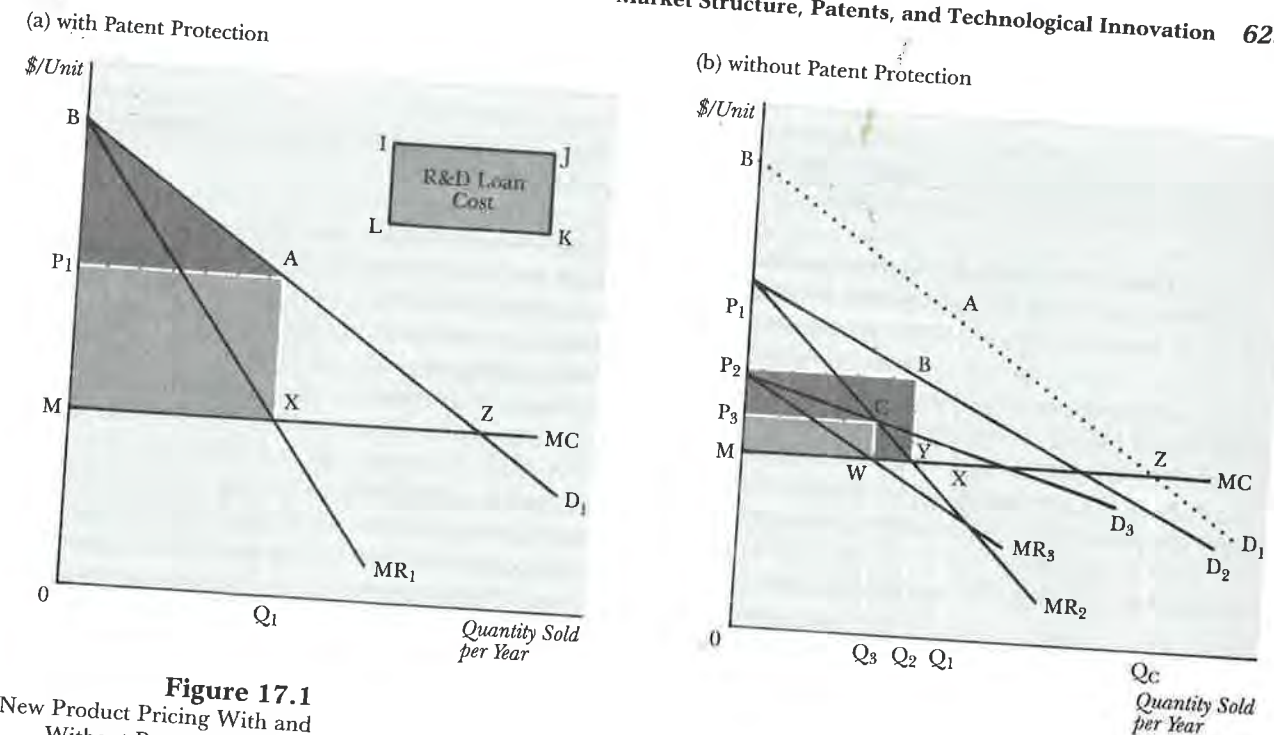 Structure, Patents, and Technological Innovation 62
(a) with Patent Protection
$/Unit
B
I
J
R&D Loan
Cost
L
K
P1
A
M
X
Z
MC
D1
MR1
0
Q1
Quantity Sold
per Year
(b) without Patent Protection
$/Unit
B
A
P1
P2
B
C
P3
M
W
Y
X
Z
MC
D3
D1
D2
MR3
MR2
0
Q3 Q2 Q1
QC
Quantity Sold
per Year
Figure 17.1
New Product Pricing With and